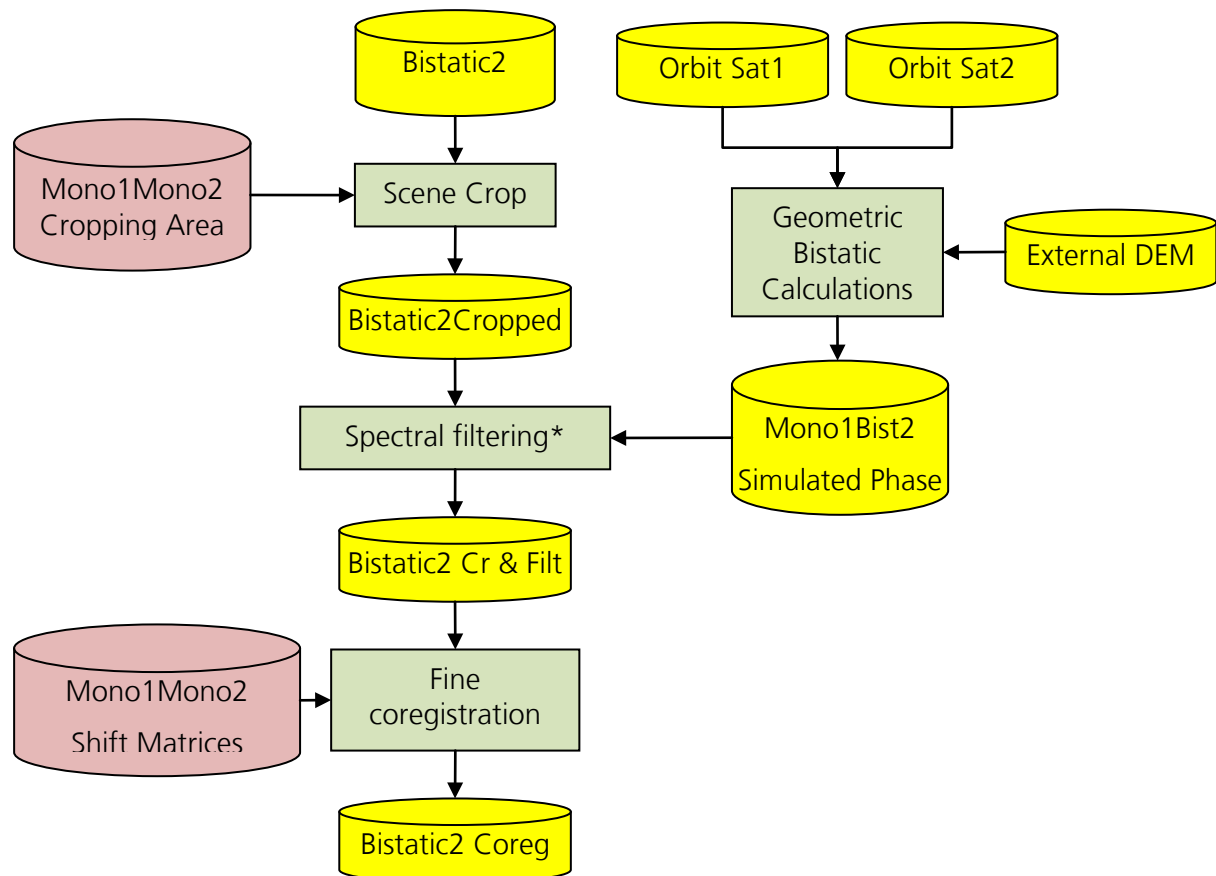 Bistatic2
Orbit Sat1
Orbit Sat2
Mono1Mono2
Cropping Area
Scene Crop
Geometric
Bistatic
Calculations
External DEM
Bistatic2Cropped
Spectral filtering*
Mono1Bist2
Simulated Phase
Bistatic2 Cr & Filt
Mono1Mono2
Shift Matrices
Fine
coregistration
Bistatic2 Coreg